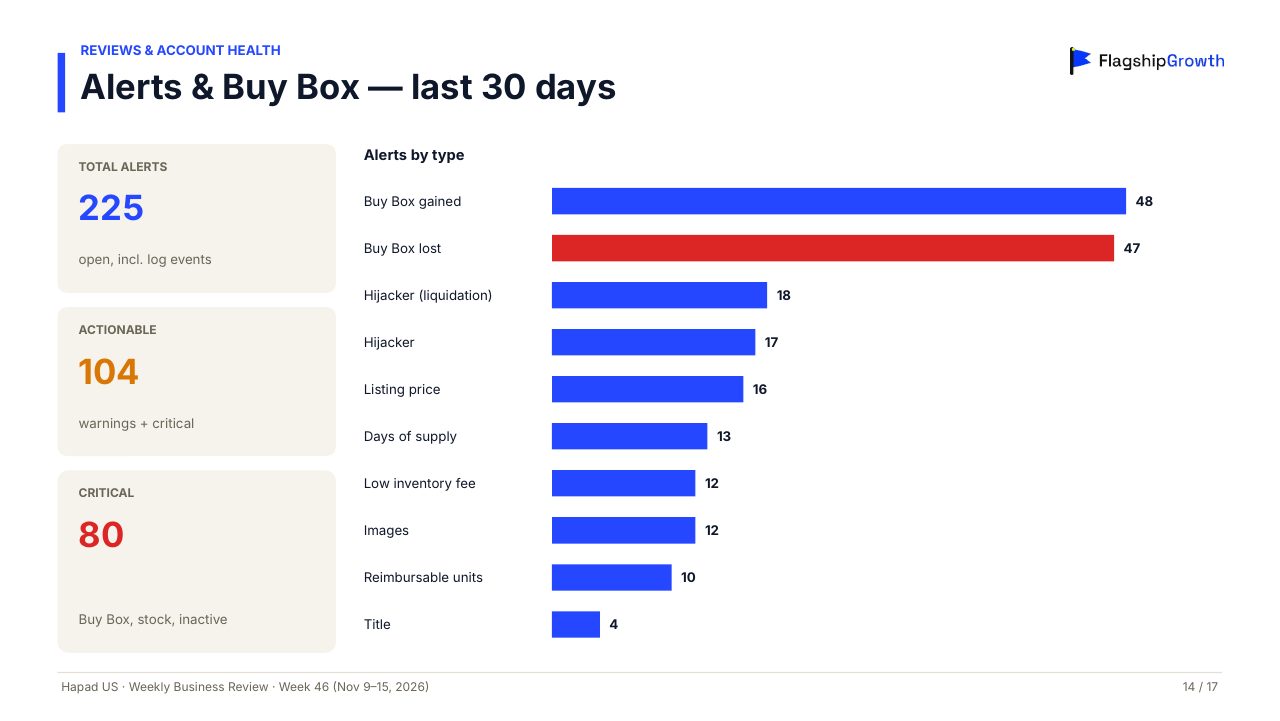 REVIEWS & ACCOUNT HEALTH
Alerts & Buy Box — last 30 days
FlagshipGrowth
TOTAL ALERTS
225
open, incl. log events
ACTIONABLE
104
warnings + critical
CRITICAL
80
Buy Box, stock, inactive
Alerts by type
Buy Box gained 48
Buy Box lost 47
Hijacker (liquidation) 18
Hijacker 17
Listing price 16
Days of supply 13
Low inventory fee 12
Images 12
Reimbursable units 10
Title 4
Hapad US · Weekly Business Review · Week 46 (Nov 9–15, 2026)
14 / 17